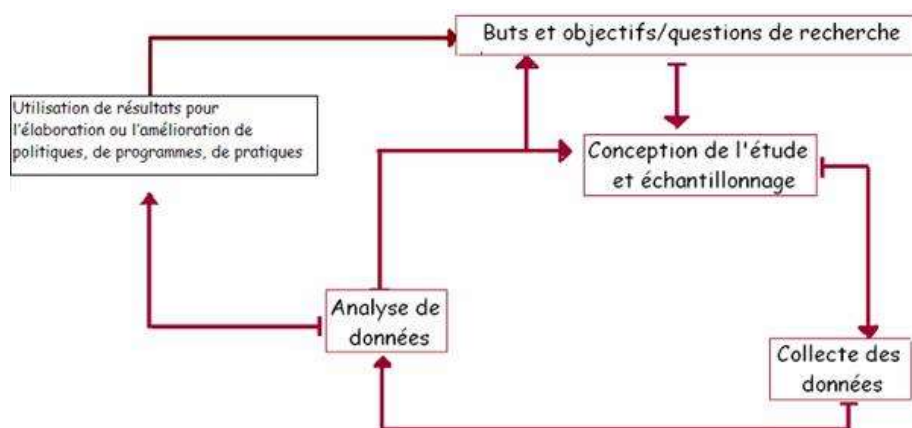 Buts et objectifs/questions de recherche
Utilisation de résultats pour
l'élaboration ou l'amélioration de
politiques, de programmes, de pratiques
Conception de l'étude
et échantillonnage
Analyse de
données
Collecte des
données